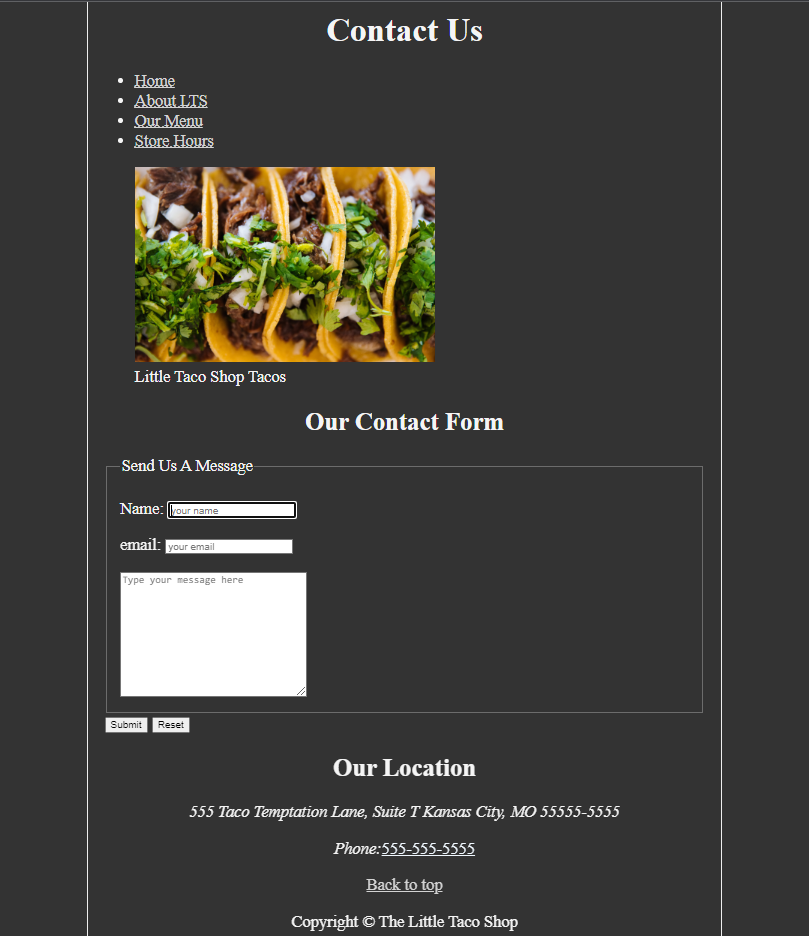 Contact Us
Home
About LTS
Our Menu
Store Hours
Little Taco Shop Tacos
Our Contact Form
Send Us A Message
Name: your name
email: your email
Type your message here
Submit Reset
Our Location
555 Taco Temptation Lane, Suite T Kansas City, MO 55555-5555
Phone:555-555-5555
Back to top
Copyright © The Little Taco Shop